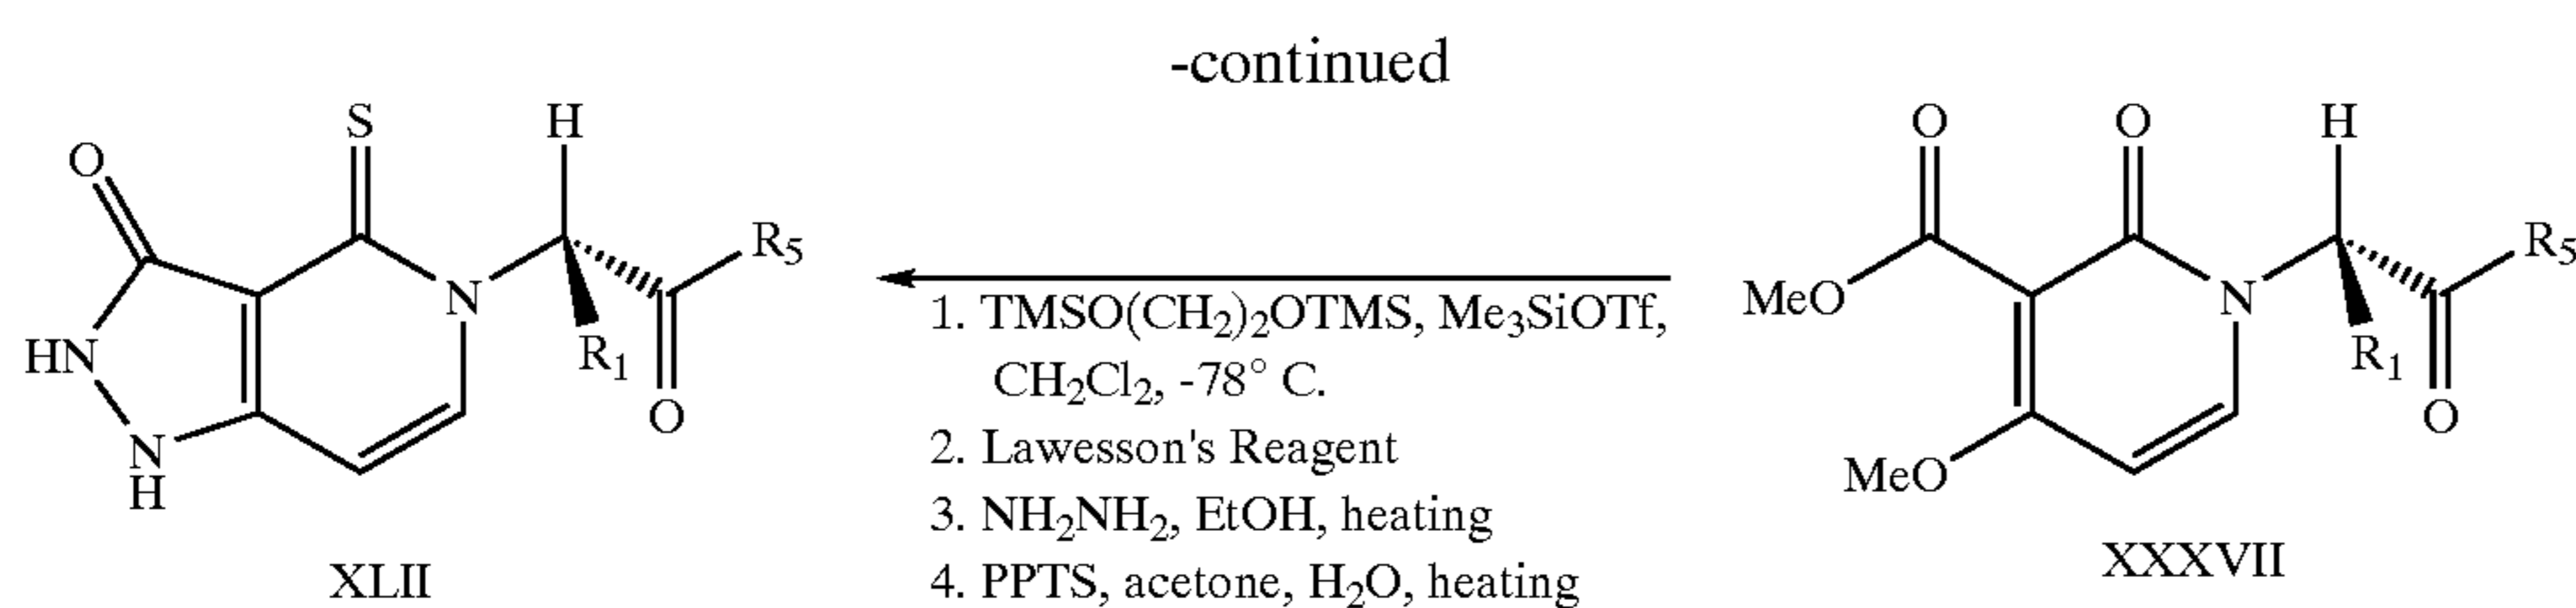 -continued
O
S
H
R5
N
R1
O
HN
N
H
XLII
1. TMSO(CH2)2OTMS, Me3SiOTf,
CH2Cl2, -78° C.
2. Lawesson's Reagent
3. NH2NH2, EtOH, heating
4. PPTS, acetone, H2O, heating
O
O
H
R5
MeO
N
R1
O
MeO
XXXVII